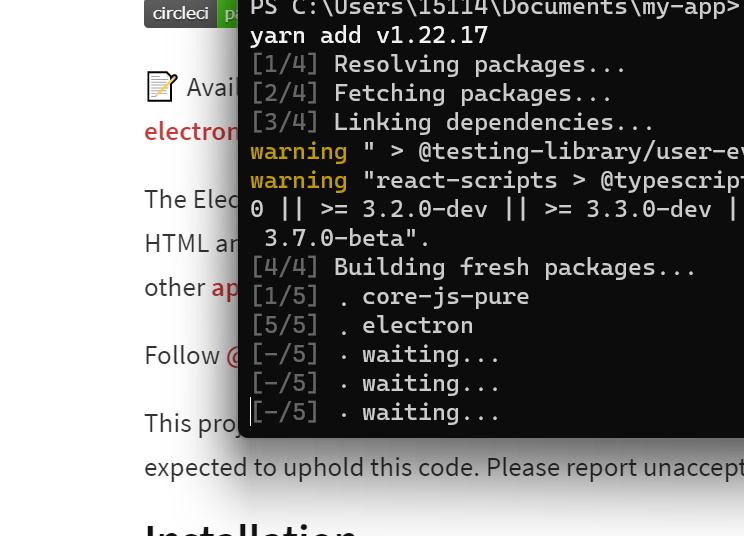 circleci
PS C:\Users\15114\Documents\my-app>
yarn add v1.22.17
[1/4] Resolving packages...
[2/4] Fetching packages...
[3/4] Linking dependencies...
warning " > @testing-library/user-ev
warning "react-scripts > @typescript
0 || >= 3.2.0-dev || >= 3.3.0-dev |
3.7.0-beta".
[4/4] Building fresh packages...
[1/5] . core-js-pure
[5/5] . electron
[-/5] · waiting...
[-/5] · waiting...
[-/5] · waiting...
📝 Avail
electron
The Elec
HTML an
other ap
Follow @
This proj
expected to uphold this code. Please report unaccept
Installation